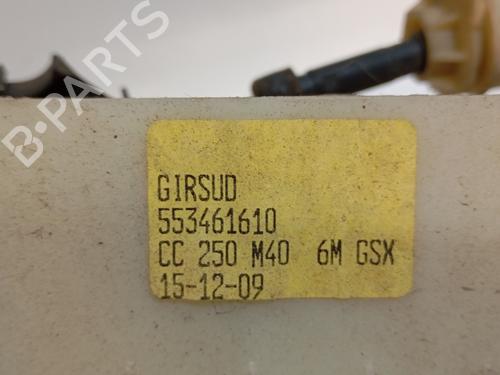 B-PARTS
GIRSUD
553461610
CC 250 M40 6M GSX
15-12-09